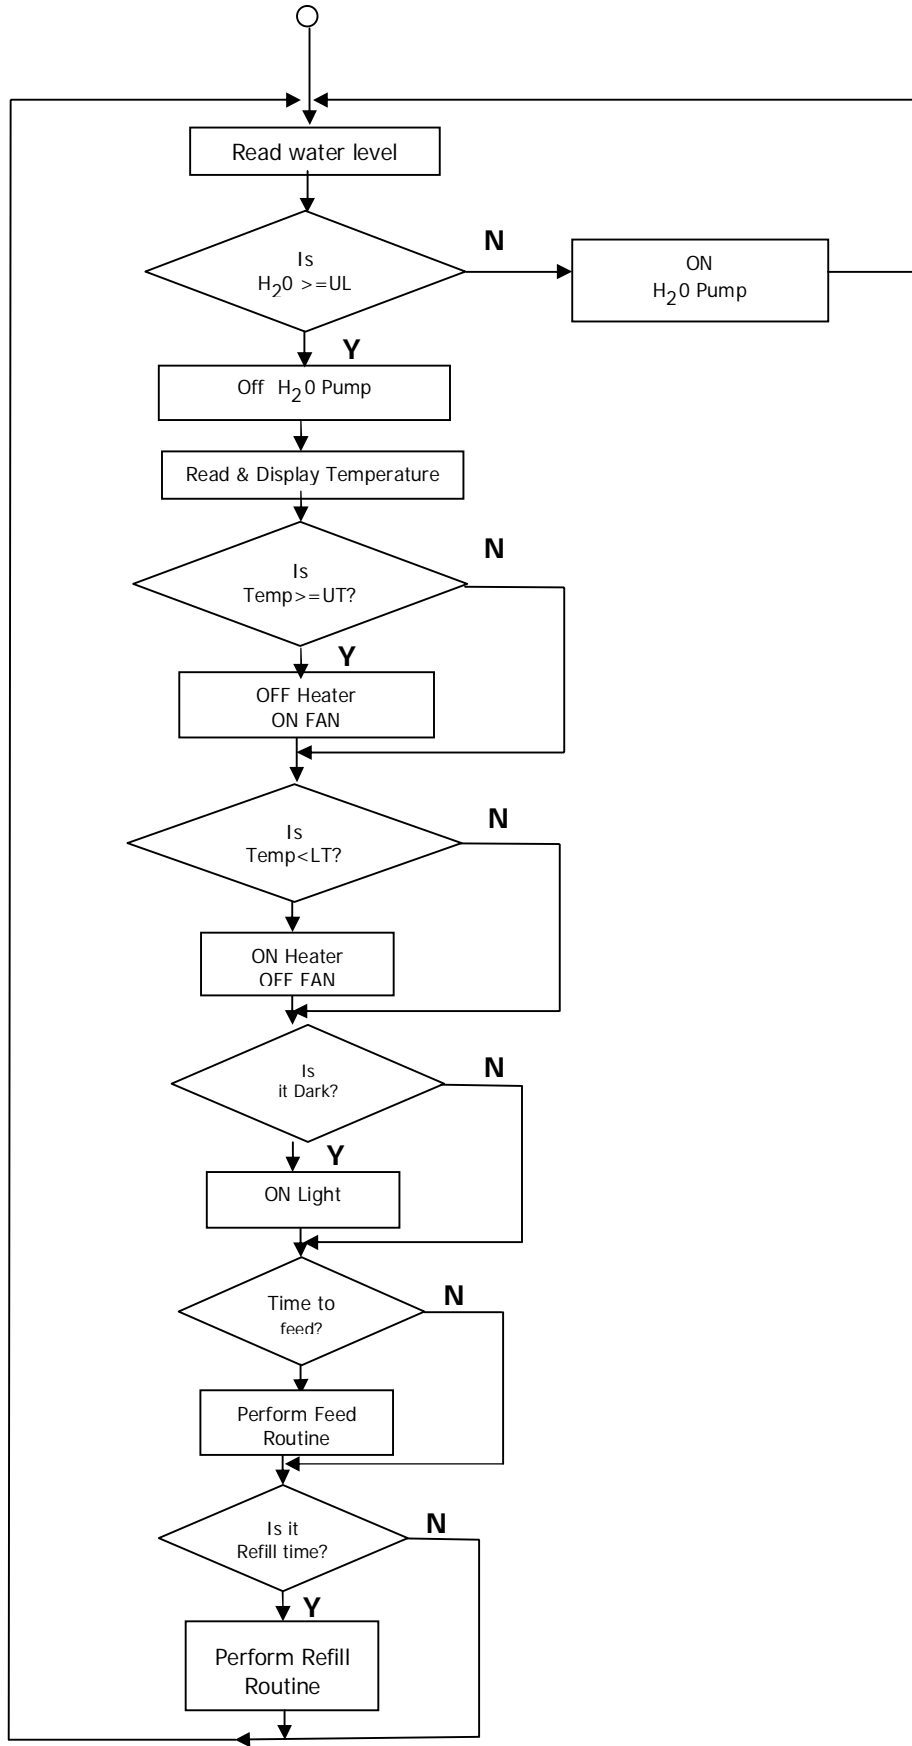 Read water level
Is
H20 >=UL
N
ON
H20 Pump
Y
Off H20 Pump
Read & Display Temperature
Is
Temp>=UT?
N
Y
OFF Heater
ON FAN
Is
Temp<LT?
N
ON Heater
OFF FAN
Is
it Dark?
N
Y
ON Light
Time to
feed?
N
Perform Feed
Routine
Is it
Refill time?
N
Y
Perform Refill
Routine